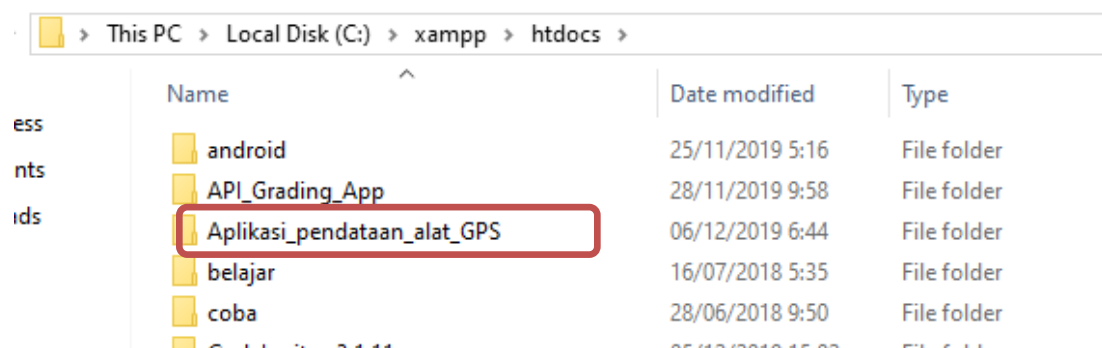 This PC > Local Disk (C:) > xampp > htdocs >
Name Date modified Type
android 25/11/2019 5:16 File folder
API_Grading_App 28/11/2019 9:58 File folder
Aplikasi_pendataan_alat_GPS 06/12/2019 6:44 File folder
belajar 16/07/2018 5:35 File folder
coba 28/06/2018 9:50 File folder
ess
nts
ids